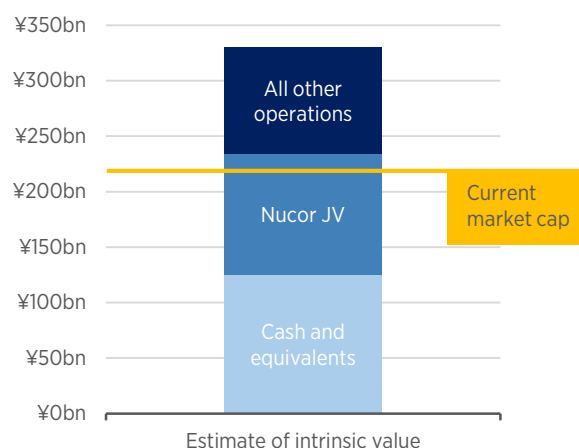 ¥350bn
¥300bn
¥250bn
¥200bn
¥150bn
¥100bn
¥50bn
¥0bn
All other
operations
Nucor JV
Cash and
equivalents
Current
market cap
Estimate of intrinsic value